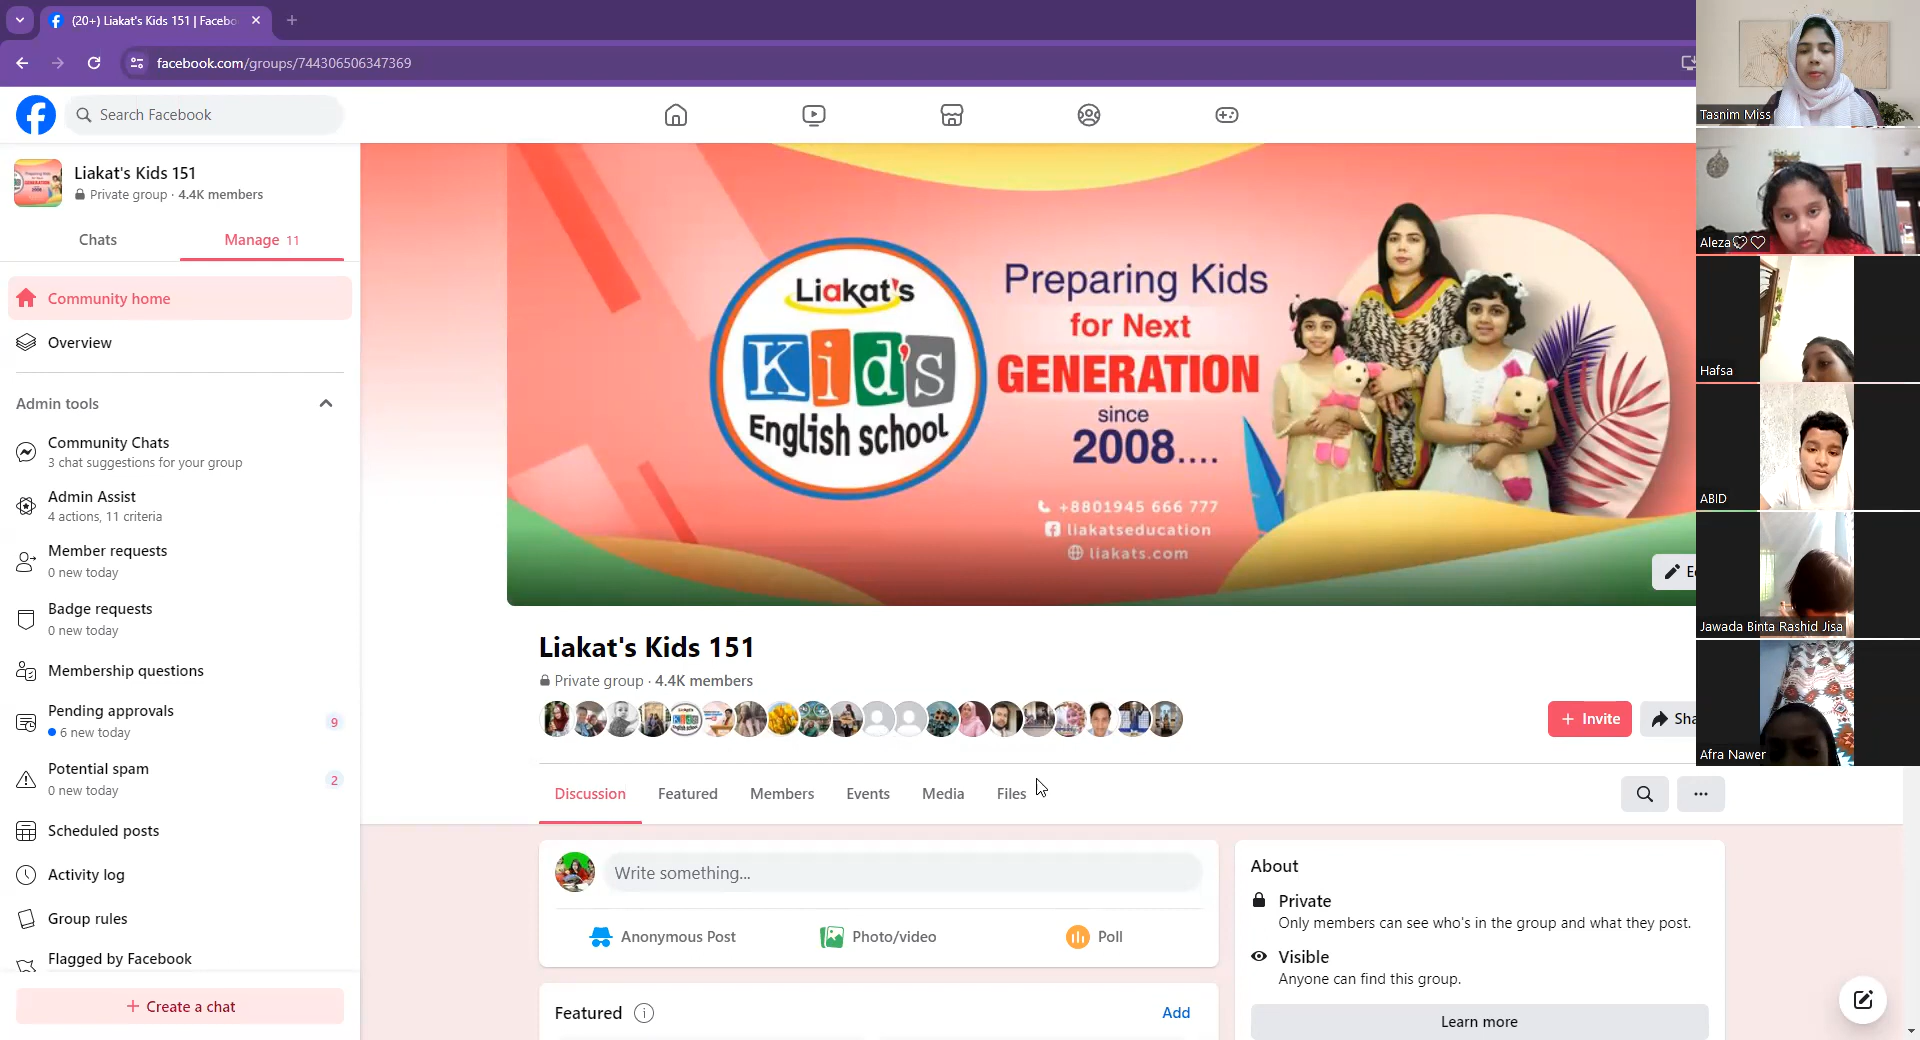 (20+) Liakat's Kids 151 | Facebo
facebook.com/groups/744306506347369
Search Facebook
Liakat's Kids 151
Private group · 4.4K members
Chats
Manage 11
Community home
Overview
Admin tools
Community Chats
3 chat suggestions for your group
Admin Assist
4 actions, 11 criteria
Member requests
0 new today
Badge requests
0 new today
Membership questions
Pending approvals
6 new today
9
Potential spam
0 new today
2
Scheduled posts
Activity log
Group rules
Flagged by Facebook
+ Create a chat
Liakat's
Kid's
English school
Preparing Kids
for Next
GENERATION
since
2008....
+8801945 666 777
liakatseducation
liakats.com
Liakat's Kids 151
Private group · 4.4K members
+ Invite
Discussion
Featured
Members
Events
Media
Files
Write something...
Anonymous Post
Photo/video
Poll
Featured
Add
About
Private
Only members can see who's in the group and what they post.
Visible
Anyone can find this group.
Learn more
Tasnim Miss
Aleza
Hafsa
ABID
Jawada Binta Rashid Jisa
Afra Nawer